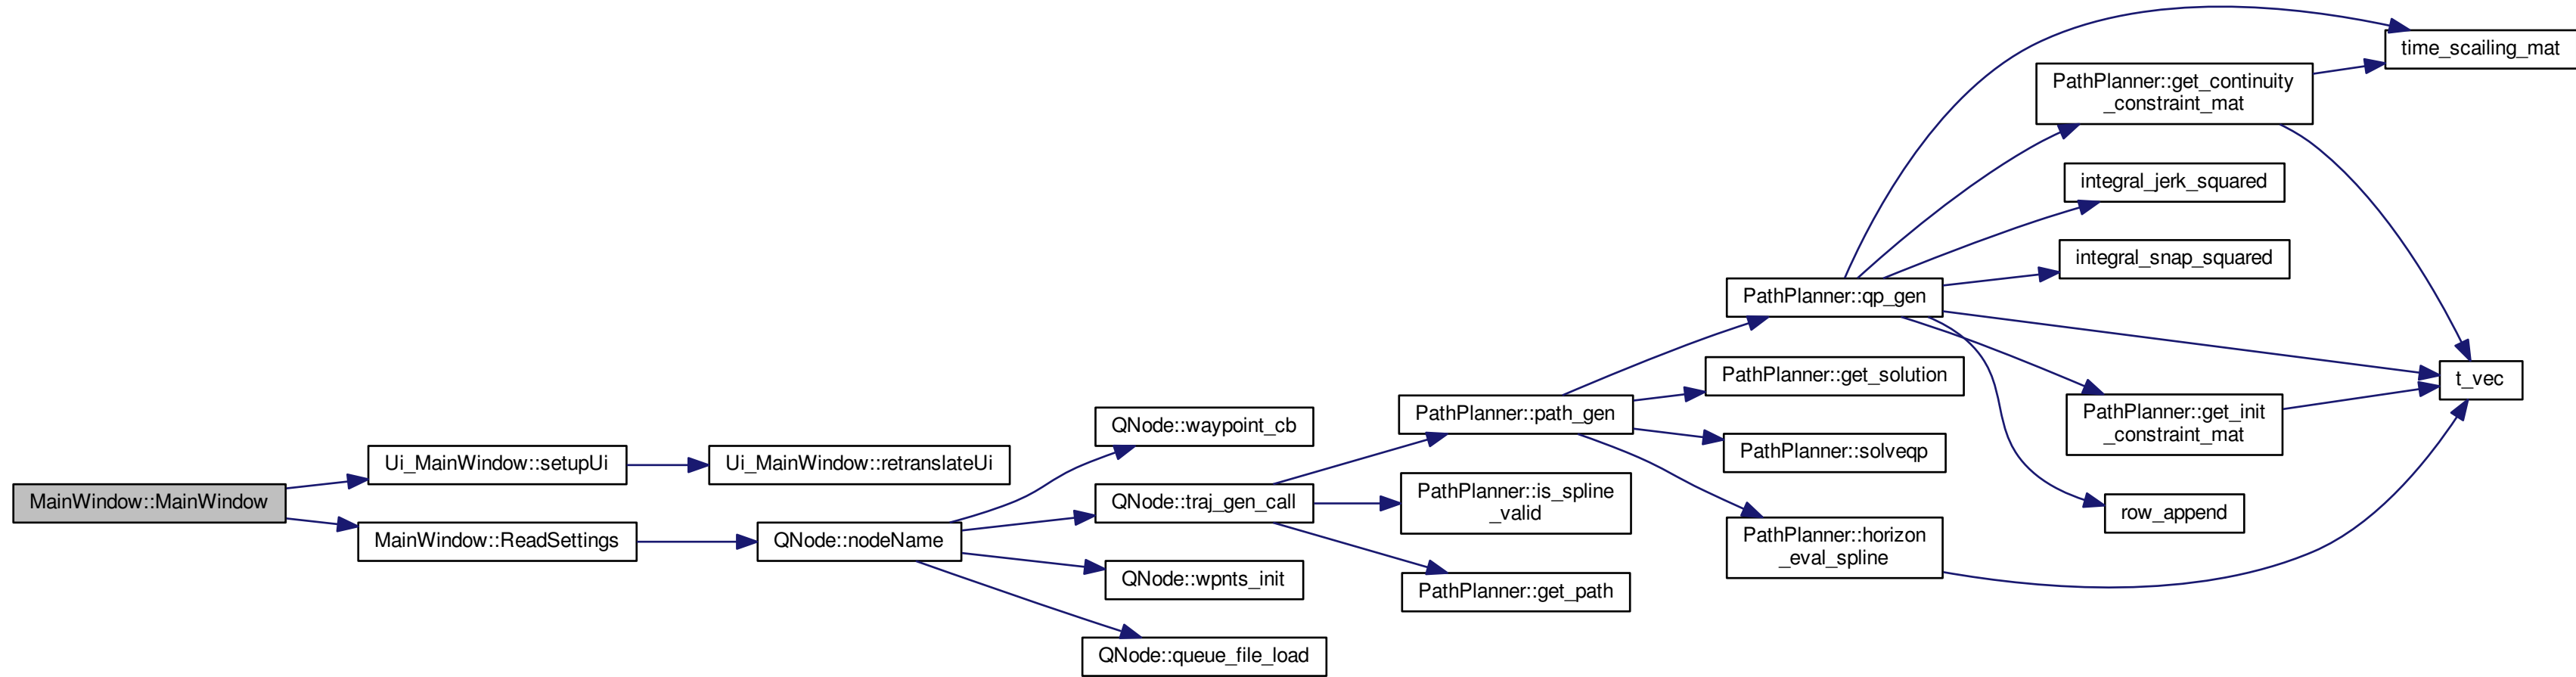 MainWindow::MainWindow
Ui_MainWindow::setupUi
Ui_MainWindow::retranslateUi
MainWindow::ReadSettings
QNode::nodeName
QNode::waypoint_cb
QNode::traj_gen_call
QNode::wpnts_init
QNode::queue_file_load
PathPlanner::path_gen
PathPlanner::is_spline
_valid
PathPlanner::get_path
PathPlanner::qp_gen
PathPlanner::get_solution
PathPlanner::solveqp
PathPlanner::horizon
_eval_spline
PathPlanner::get_continuity
_constraint_mat
integral_jerk_squared
integral_snap_squared
PathPlanner::get_init
_constraint_mat
row_append
time_scailing_mat
t_vec